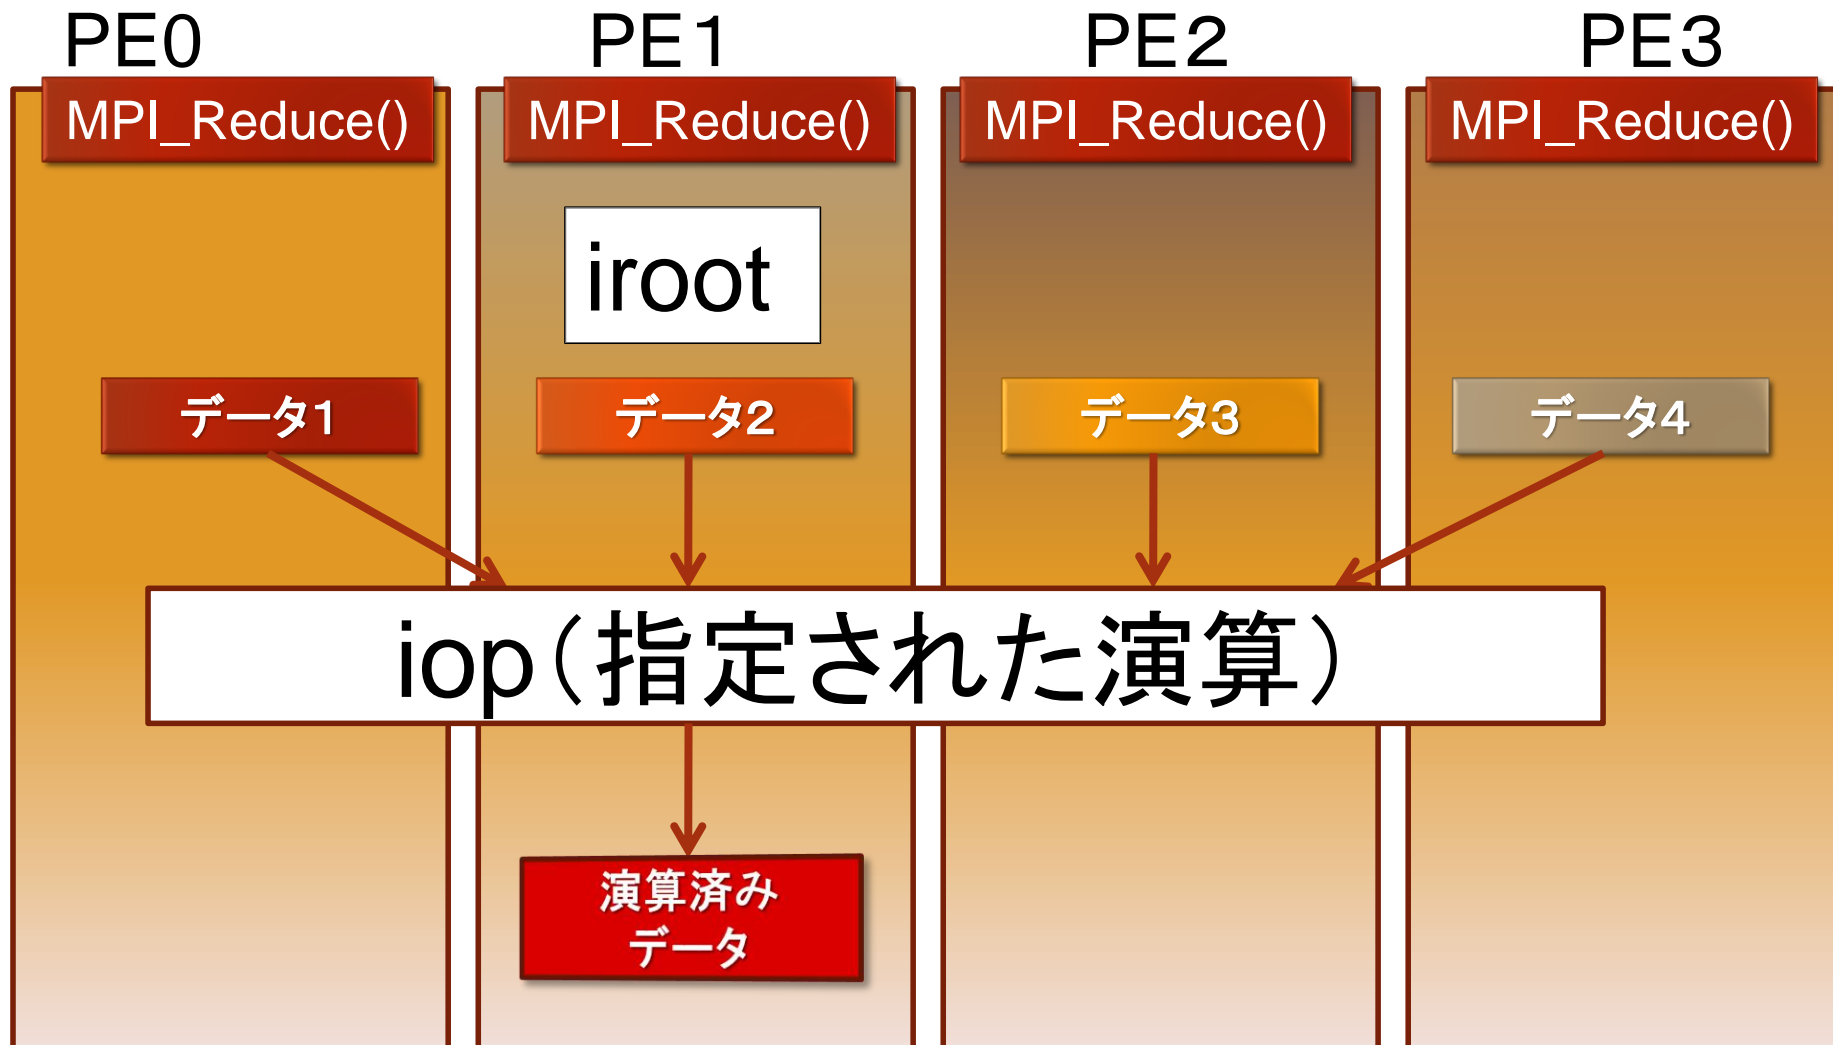 PE0
PE1
PE2
PE3
MPI_Reduce()
MPI_Reduce()
MPI_Reduce()
MPI_Reduce()
iroot
データ1
データ2
データ3
データ4
iop（指定された演算）
演算済み
データ